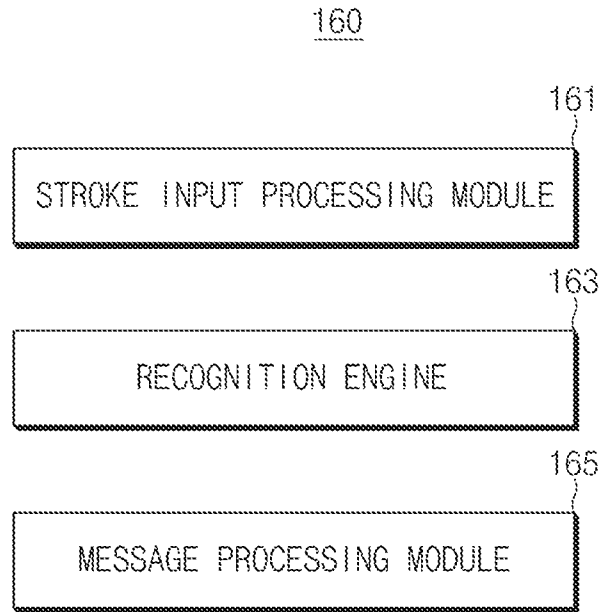 160
161
STROKE INPUT PROCESSING MODULE
163
RECOGNITION ENGINE
165
MESSAGE PROCESSING MODULE